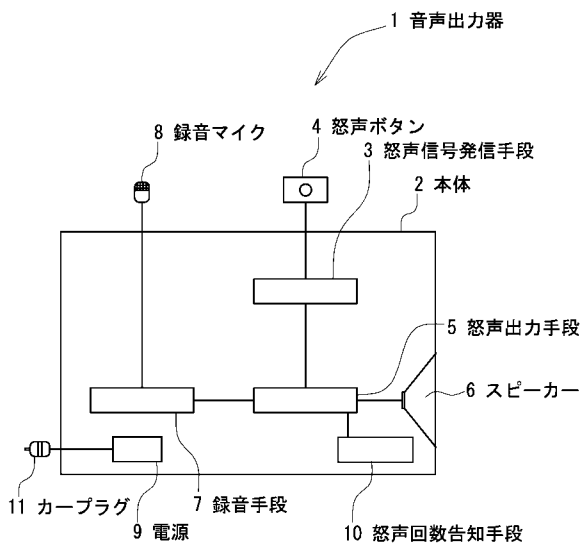 1 音声出力器
8 録音マイク
4 怒声ボタン
3 怒声信号発信手段
2 本体
5 怒声出力手段
6 スピーカー
11 カープラグ
7 録音手段
9 電源
10 怒声回数告知手段